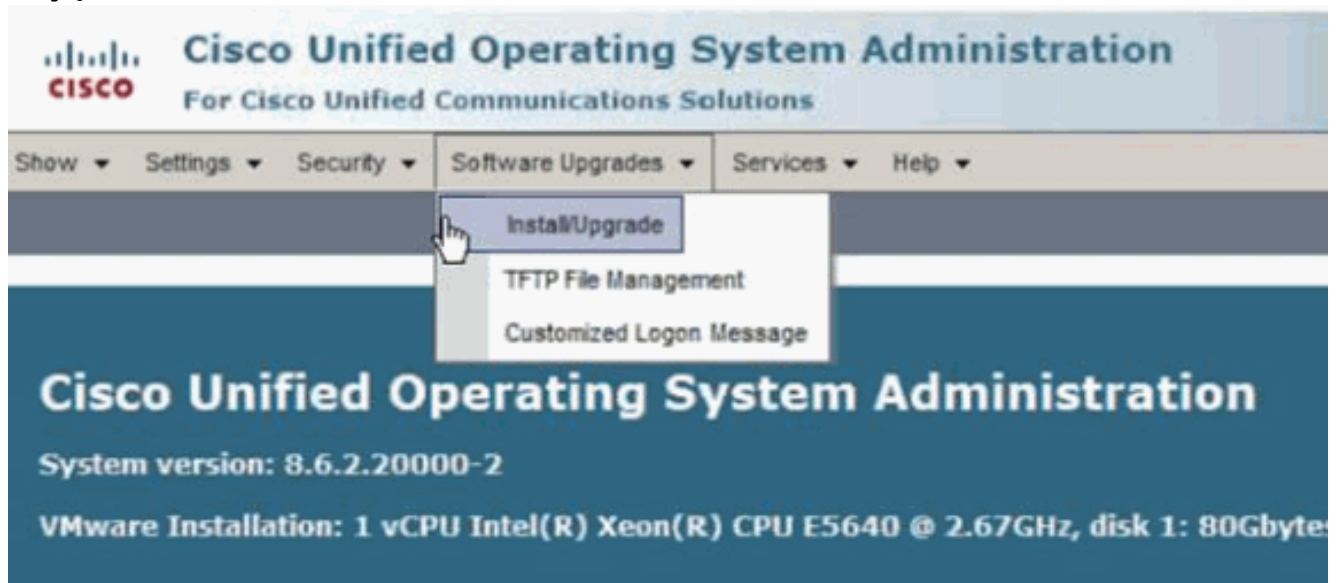 CISCO
Cisco Unified Operating System Administration
For Cisco Unified Communications Solutions
Show Settings Security Software Upgrades Services Help
Install/Upgrade
TFTP File Management
Customized Logon Message
Cisco Unified Operating System Administration
System version: 8.6.2.20000-2
VMware Installation: 1 vCPU Intel(R) Xeon(R) CPU E5640 @ 2.67GHz, disk 1: 80Gbytes